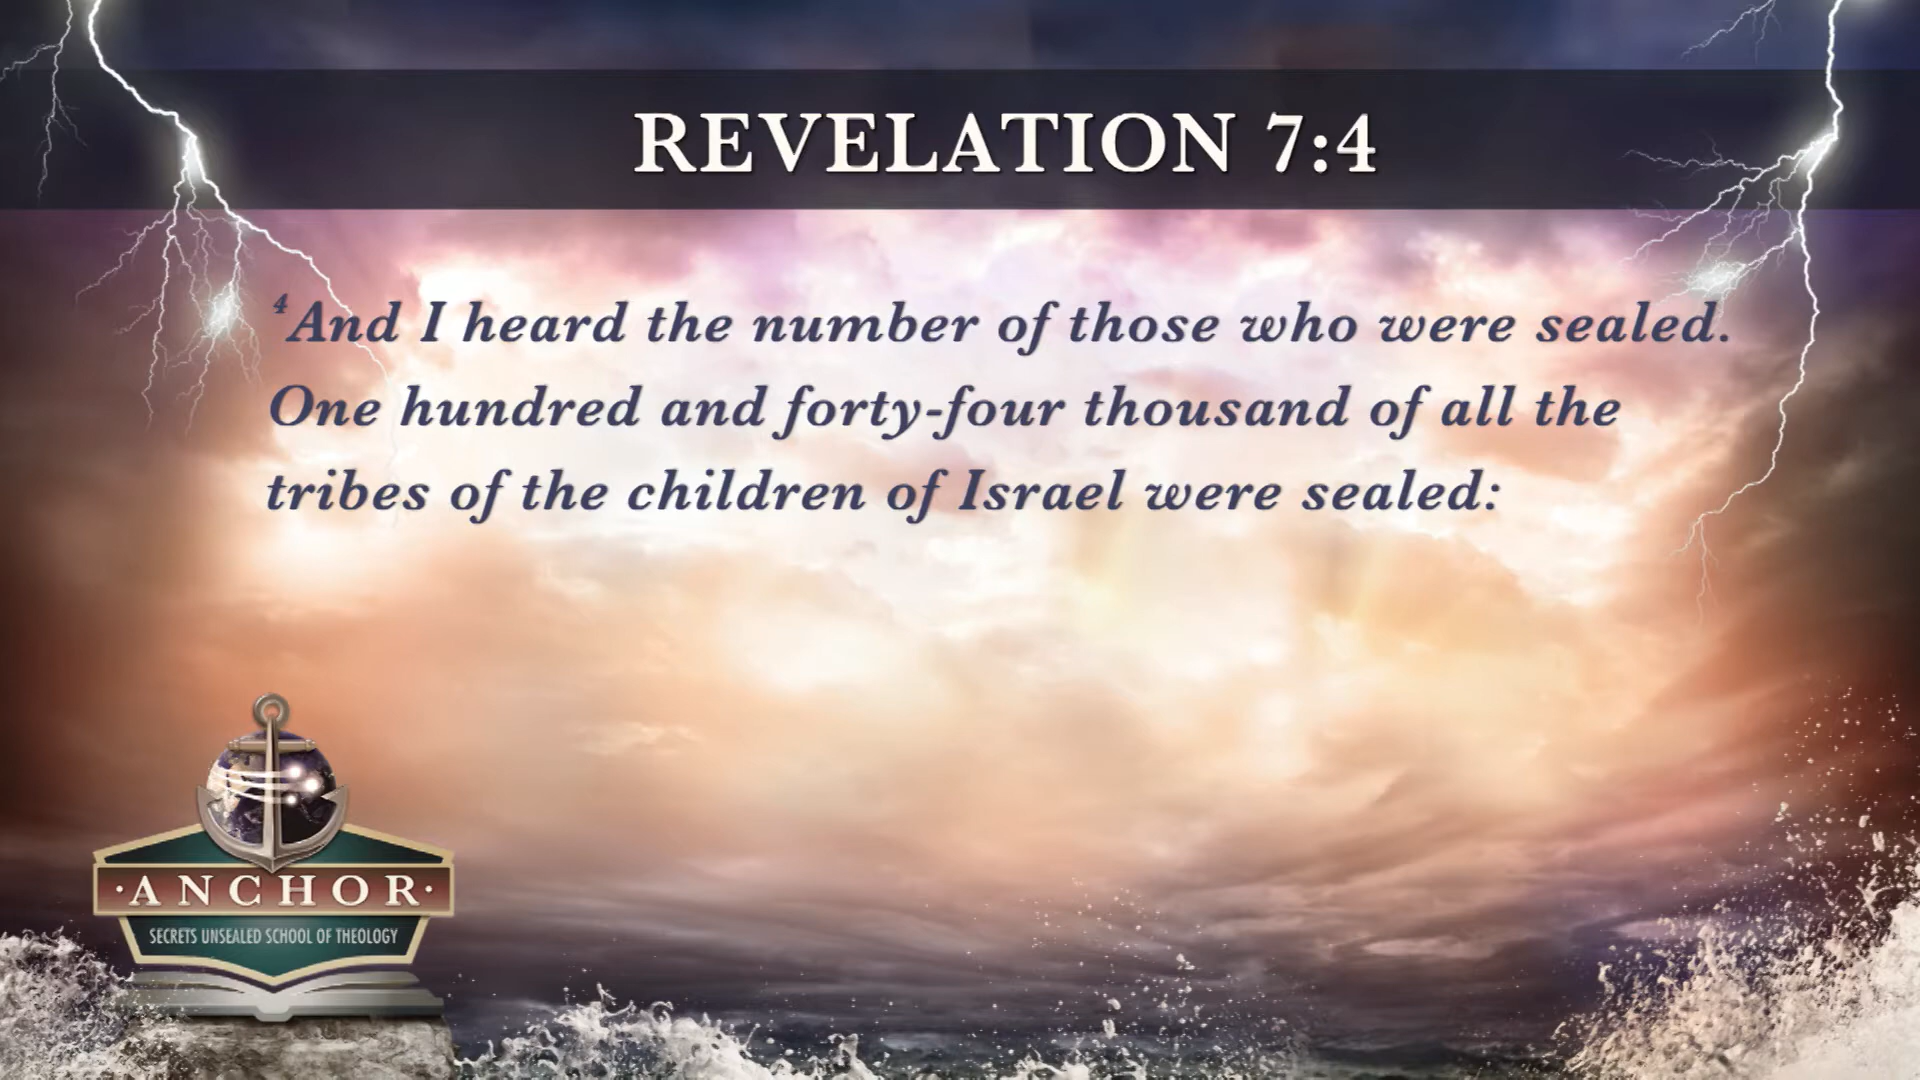 REVELATION 7:4
⁴And I heard the number of those who were sealed.
One hundred and forty-four thousand of all the
tribes of the children of Israel were sealed:
·ANCHOR·
SECRETS UNSEALED SCHOOL OF THEOLOGY